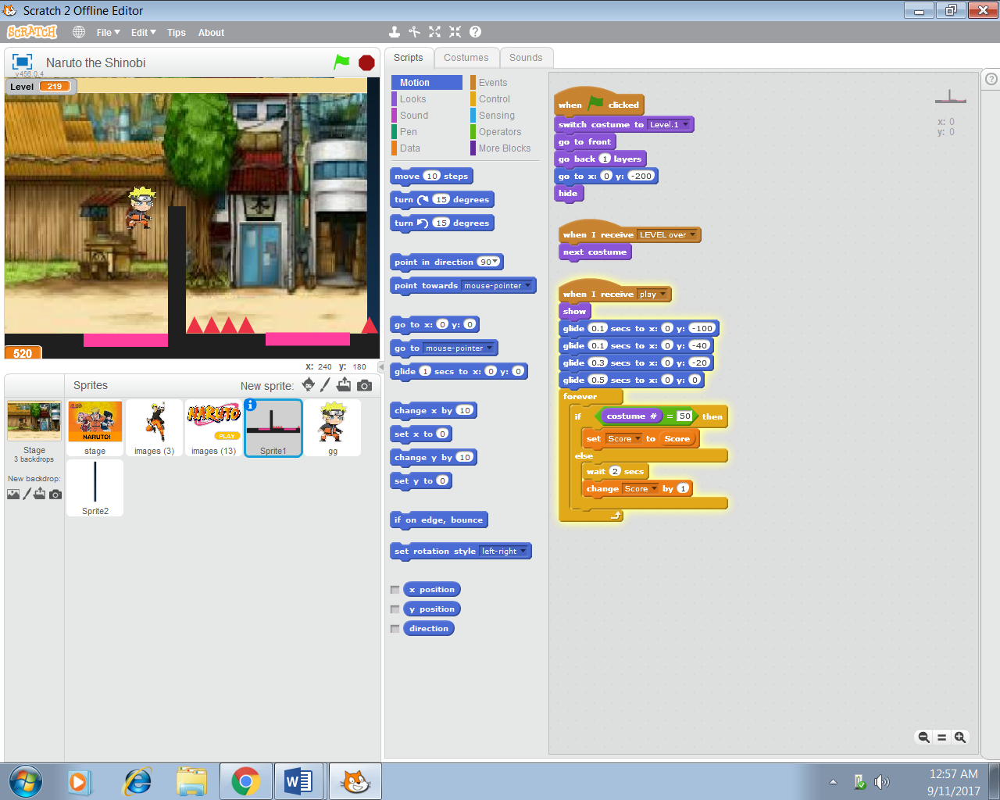 Scratch 2 Offline Editor
SCRATCH File Edit Tips About
Naruto the Shinobi
v456.0.4
Level 219
520
x: 240 y: 180
Sprites New sprite:
Stage
3 backdrops
New backdrop:
NARUTO!
stage
images (3)
NARUTO
PLAY
images (13)
Sprite1
gg
Sprite2
Scripts Costumes Sounds
Motion Events
Looks Control
Sound Sensing
Pen Operators
Data More Blocks
move 10 steps
turn 15 degrees
turn 15 degrees
point in direction 90
point towards mouse-pointer
go to x: 0 y: 0
go to mouse-pointer
glide 1 secs to x: 0 y: 0
change x by 10
set x to 0
change y by 10
set y to 0
if on edge, bounce
set rotation style left-right
x position
y position
direction
when clicked
switch costume to Level.1
go to front
go back 1 layers
go to x: 0 y: -200
hide
when I receive LEVEL over
next costume
when I receive play
show
glide 0.1 secs to x: 0 y: -100
glide 0.1 secs to x: 0 y: -40
glide 0.3 secs to x: 0 y: -20
glide 0.5 secs to x: 0 y: 0
forever
if costume # = 50 then
set Score to Score
else
wait 2 secs
change Score by 1
x: 0
y: 0
12:57 AM
9/11/2017